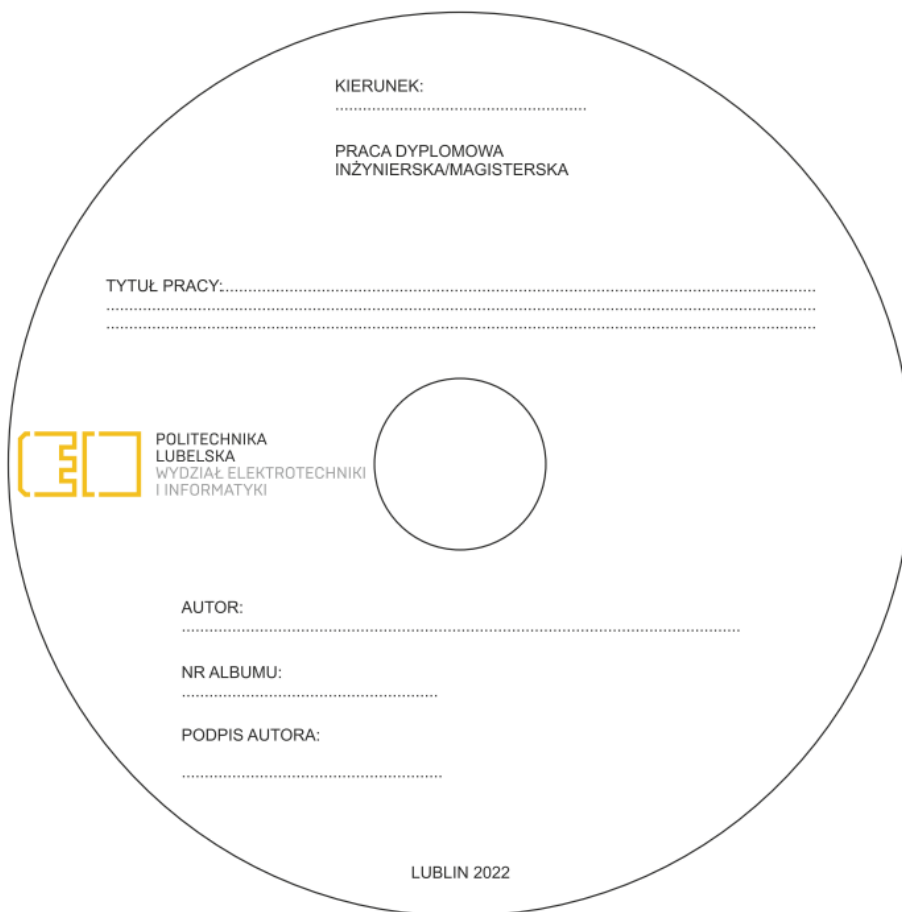 KIERUNEK:
................................................................
PRACA DYPLOMOWA
INŻYNIERSKA/MAGISTERSKA
TYTUŁ PRACY:................................................................
................................................................
................................................................
POLITECHNIKA
LUBELSKA
WYDZIAŁ ELEKTROTECHNIKI
I INFORMATYKI
AUTOR:
................................................................
NR ALBUMU:
................................................................
PODPIS AUTORA:
................................................................
LUBLIN 2022